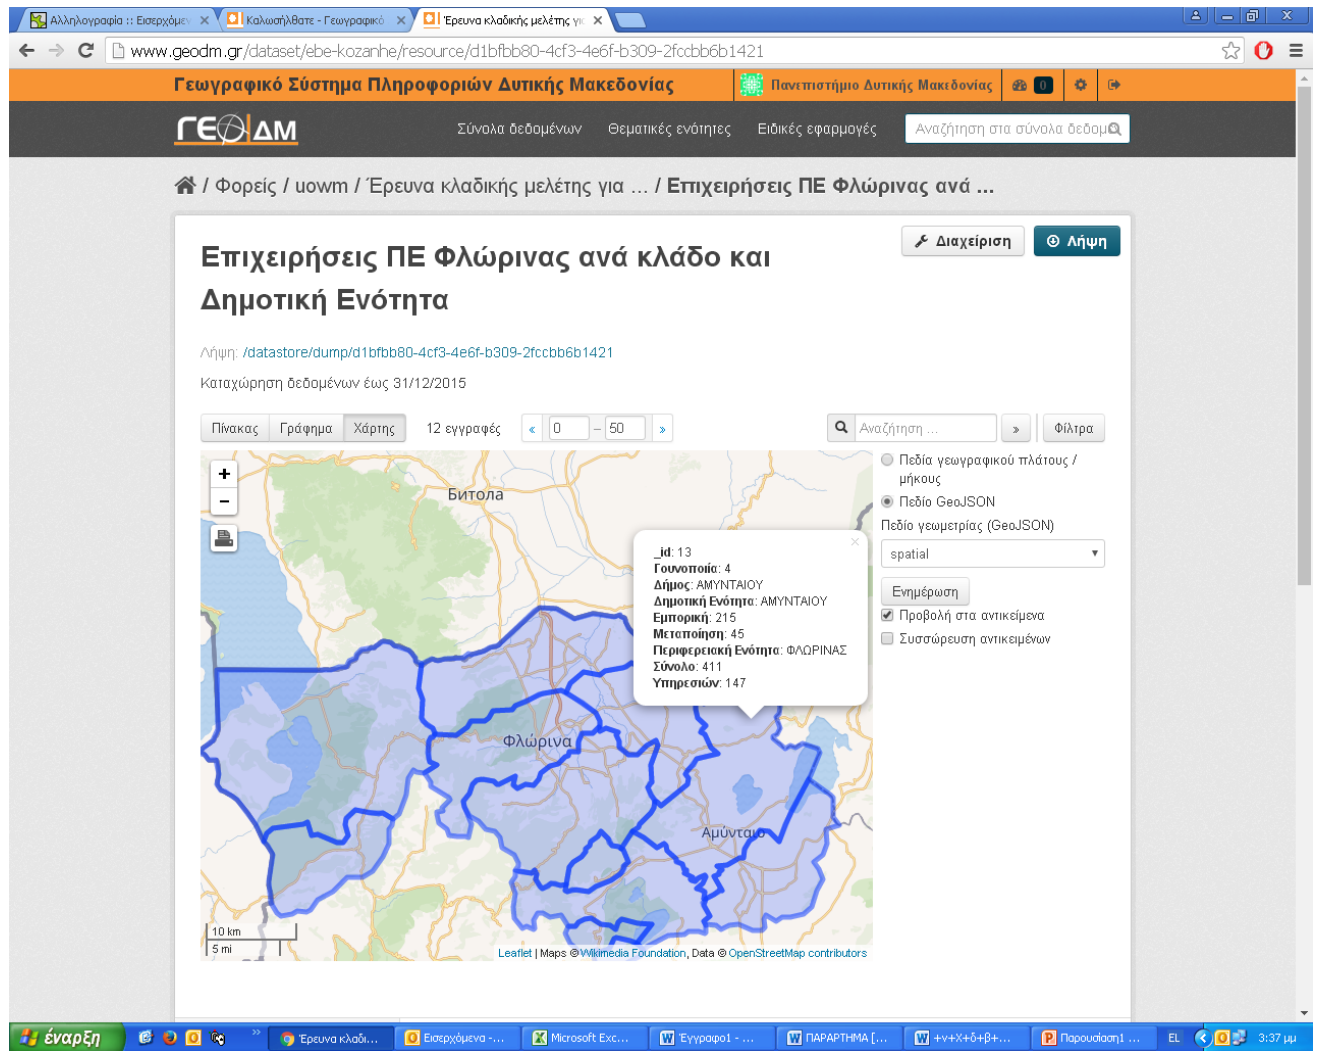 Αλληλογραφία :: Εισερχόμεν
Καλωσήλθατε - Γεωγραφικό
Έρευνα κλαδικής μελέτης γι
www.geodm.gr/dataset/ebe-kozanhe/resource/d1bfbb80-4cf3-4e6f-b309-2fccbb6b1421
Γεωγραφικό Σύστημα Πληροφοριών Δυτικής Μακεδονίας
Πανεπιστήμιο Δυτικής Μακεδονίας
0
ΓΕΩΔΜ
Σύνολα δεδομένων
Θεματικές ενότητες
Ειδικές εφαρμογές
Αναζήτηση στα σύνολα δεδομ
/ Φορείς / uowm / Έρευνα κλαδικής μελέτης για ... / Επιχειρήσεις ΠΕ Φλώρινας ανά ...
Διαχείριση
Λήψη
Επιχειρήσεις ΠΕ Φλώρινας ανά κλάδο και
Δημοτική Ενότητα
Λήψη: /datastore/dump/d1bfbb80-4cf3-4e6f-b309-2fccbb6b1421
Καταχώρηση δεδομένων έως 31/12/2015
Πίνακας
Γράφημα
Χάρτης
12 εγγραφές
« 0 – 50 »
Αναζήτηση ...
»
Φίλτρα
+
−
Битола
Φλώρινα
Αμύνταιο
_id: 13
Γουνοποιία: 4
Δήμος: ΑΜΥΝΤΑΙΟΥ
Δημοτική Ενότητα: ΑΜΥΝΤΑΙΟΥ
Εμπορική: 215
Μεταποίηση: 45
Περιφερειακή Ενότητα: ΦΛΩΡΙΝΑΣ
Σύνολο: 411
Υπηρεσιών: 147
×
10 km
5 mi
Leaflet | Maps © Wikimedia Foundation, Data © OpenStreetMap contributors
Πεδία γεωγραφικού πλάτους /
μήκους
Πεδίο GeoJSON
Πεδίο γεωμετρίας (GeoJSON)
spatial
Ενημέρωση
Προβολή στα αντικείμενα
Συσσώρευση αντικειμένων
έναρξη
»
Έρευνα κλαδι...
Εισερχόμενα -...
Microsoft Exc...
Έγγραφο1 - ...
ΠΑΡΑΡΤΗΜΑ [...
+ν+Χ+δ+β+...
Παρουσίαση1 ...
EL
3:37 μμ